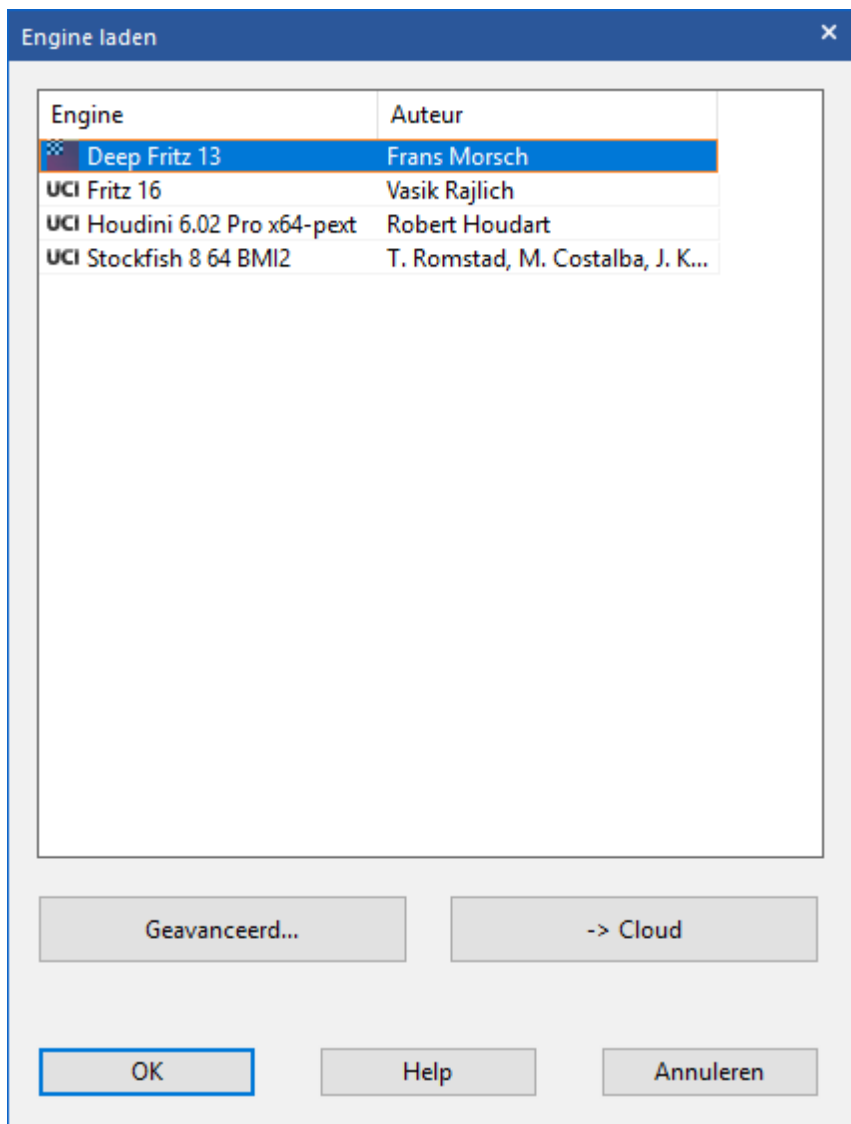 Engine laden
Engine Auteur
Deep Fritz 13 Frans Morsch
UCI Fritz 16 Vasik Rajlich
UCI Houdini 6.02 Pro x64-pext Robert Houdart
UCI Stockfish 8 64 BMI2 T. Romstad, M. Costalba, J. K...
Geavanceerd... -> Cloud
OK Help Annuleren